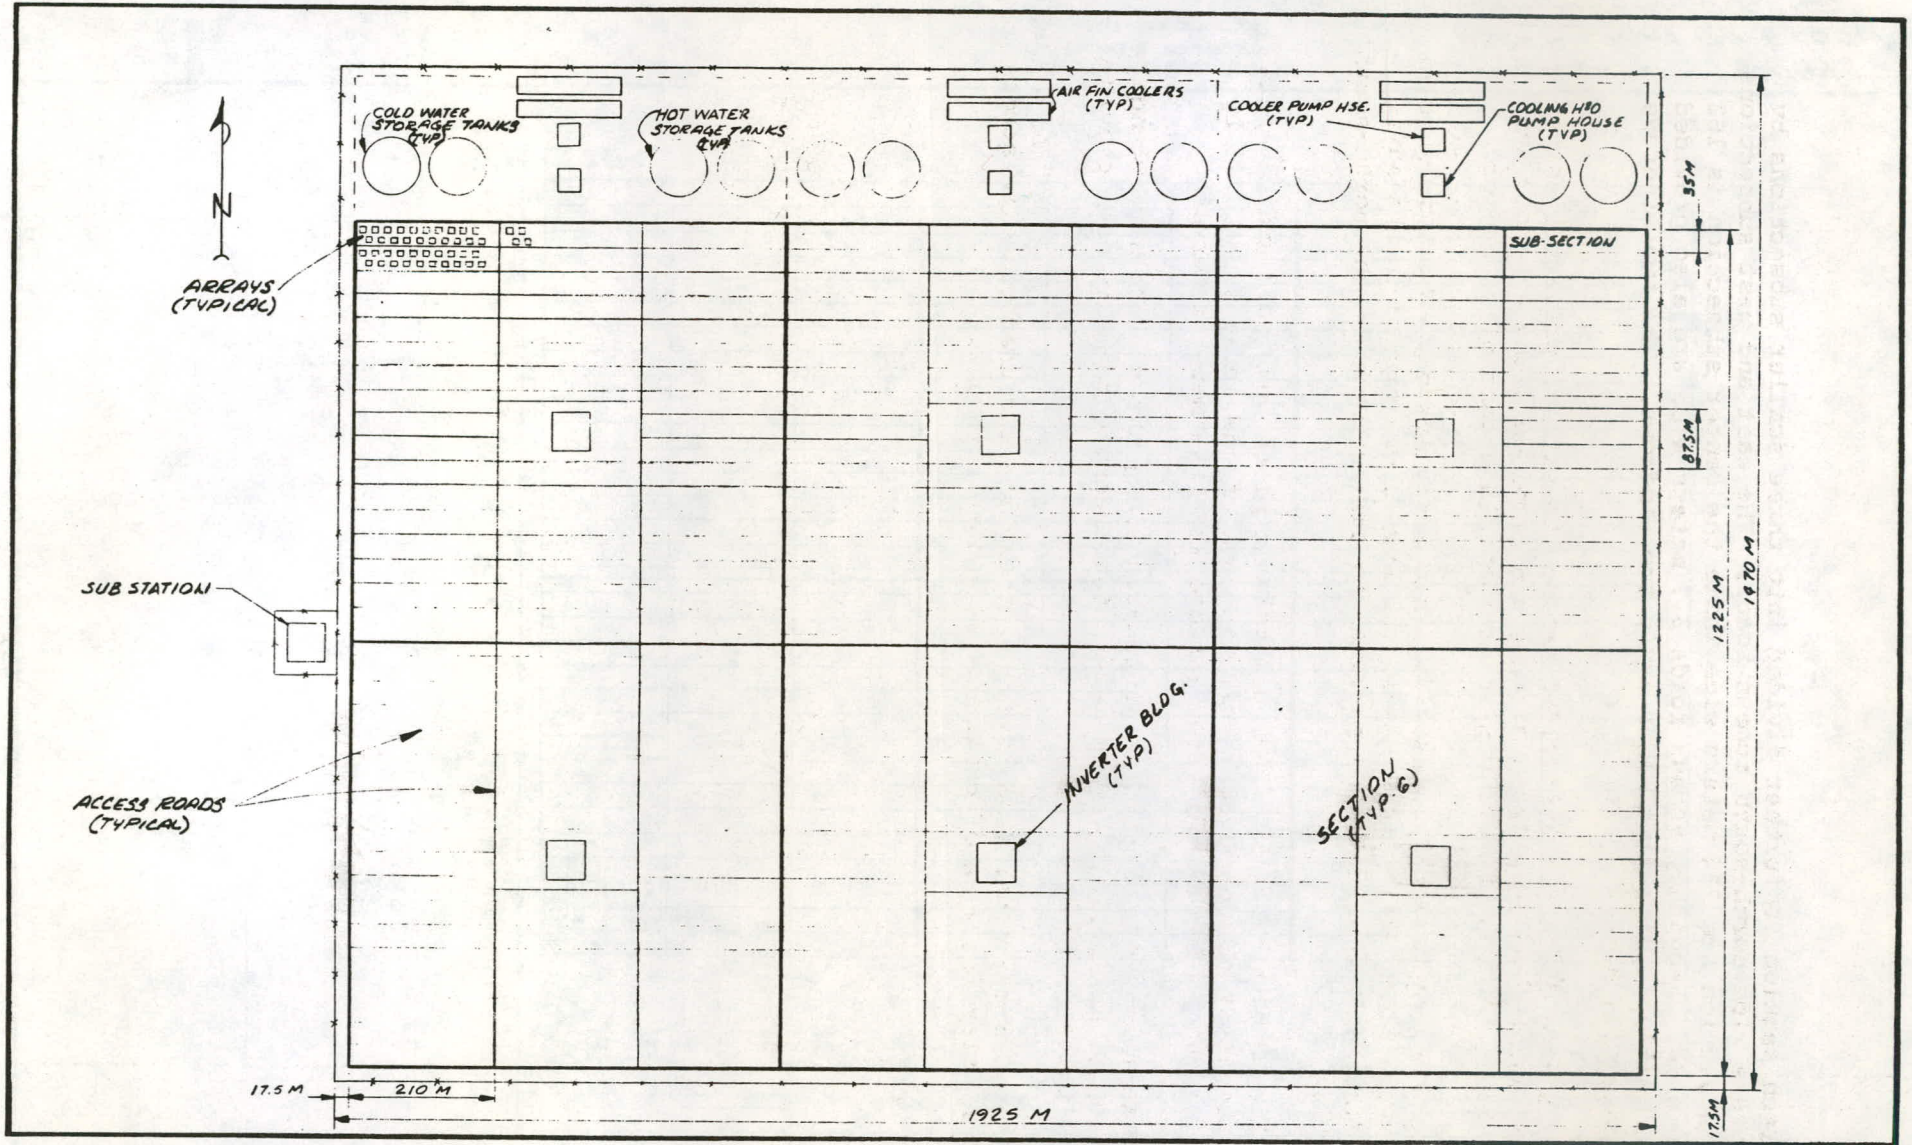 COLD WATER
STORAGE TANKS
(TYP)
HOT WATER
STORAGE TANKS
(TYP)
AIR FIN COOLERS
(TYP)
COOLER PUMP HSE.
(TYP)
COOLING H2O
PUMP HOUSE
(TYP)
N
35M
ARRAYS
(TYPICAL)
SUB-SECTION
87.5M
SUB STATION
1225 M
1470 M
INVERTER BLDG.
(TYP)
SECTION
(TYP. 6)
ACCESS ROADS
(TYPICAL)
17.5 M
210 M
1925 M
17.5M